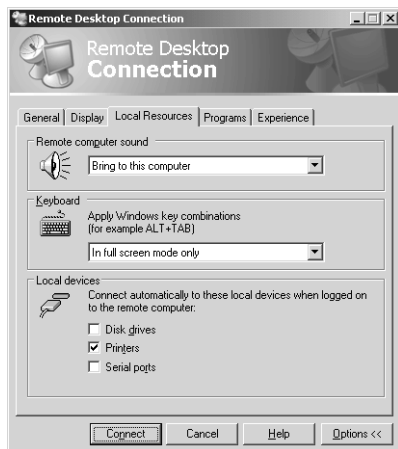 Remote Desktop Connection
Remote Desktop
Connection
General Display Local Resources Programs Experience
Remote computer sound
Bring to this computer
Keyboard
Apply Windows key combinations
(for example ALT+TAB)
In full screen mode only
Local devices
Connect automatically to these local devices when logged on
to the remote computer:
Disk drives
Printers
Serial ports
Connect Cancel Help Options <<